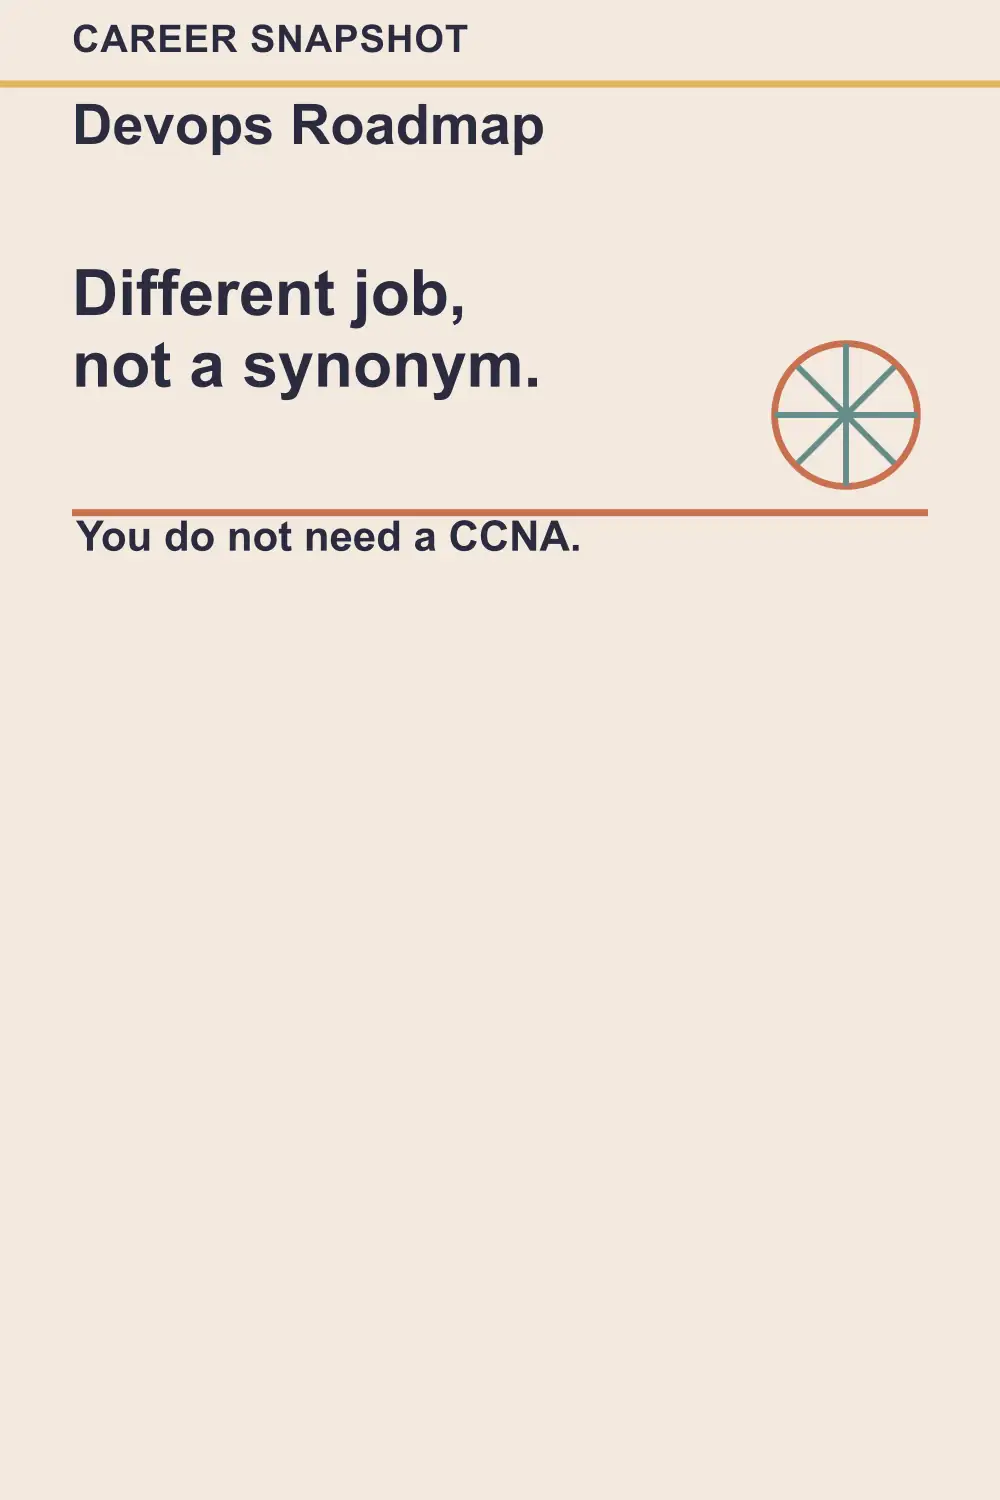 CAREER SNAPSHOT
Devops Roadmap
Different job,
not a synonym.
You do not need a CCNA.